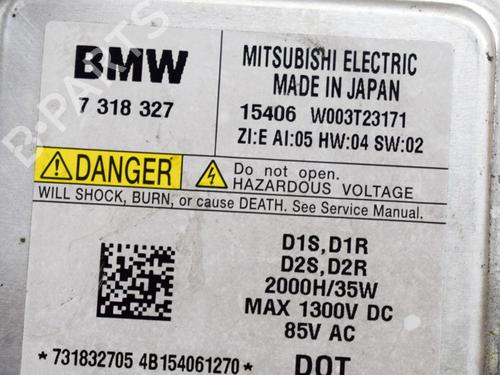 BMW
7 318 327
MITSUBISHI ELECTRIC
MADE IN JAPAN
15406 W003T23171
ZI:E AI:05 HW:04 SW:02
DANGER
Do not open.
HAZARDOUS VOLTAGE
WILL SHOCK, BURN, or cause DEATH. See Service Manual.
D1S,D1R
D2S,D2R
2000H/35W
MAX 1300V DC
85V AC
*731832705 4B154061270*
DOT
B-PARTS